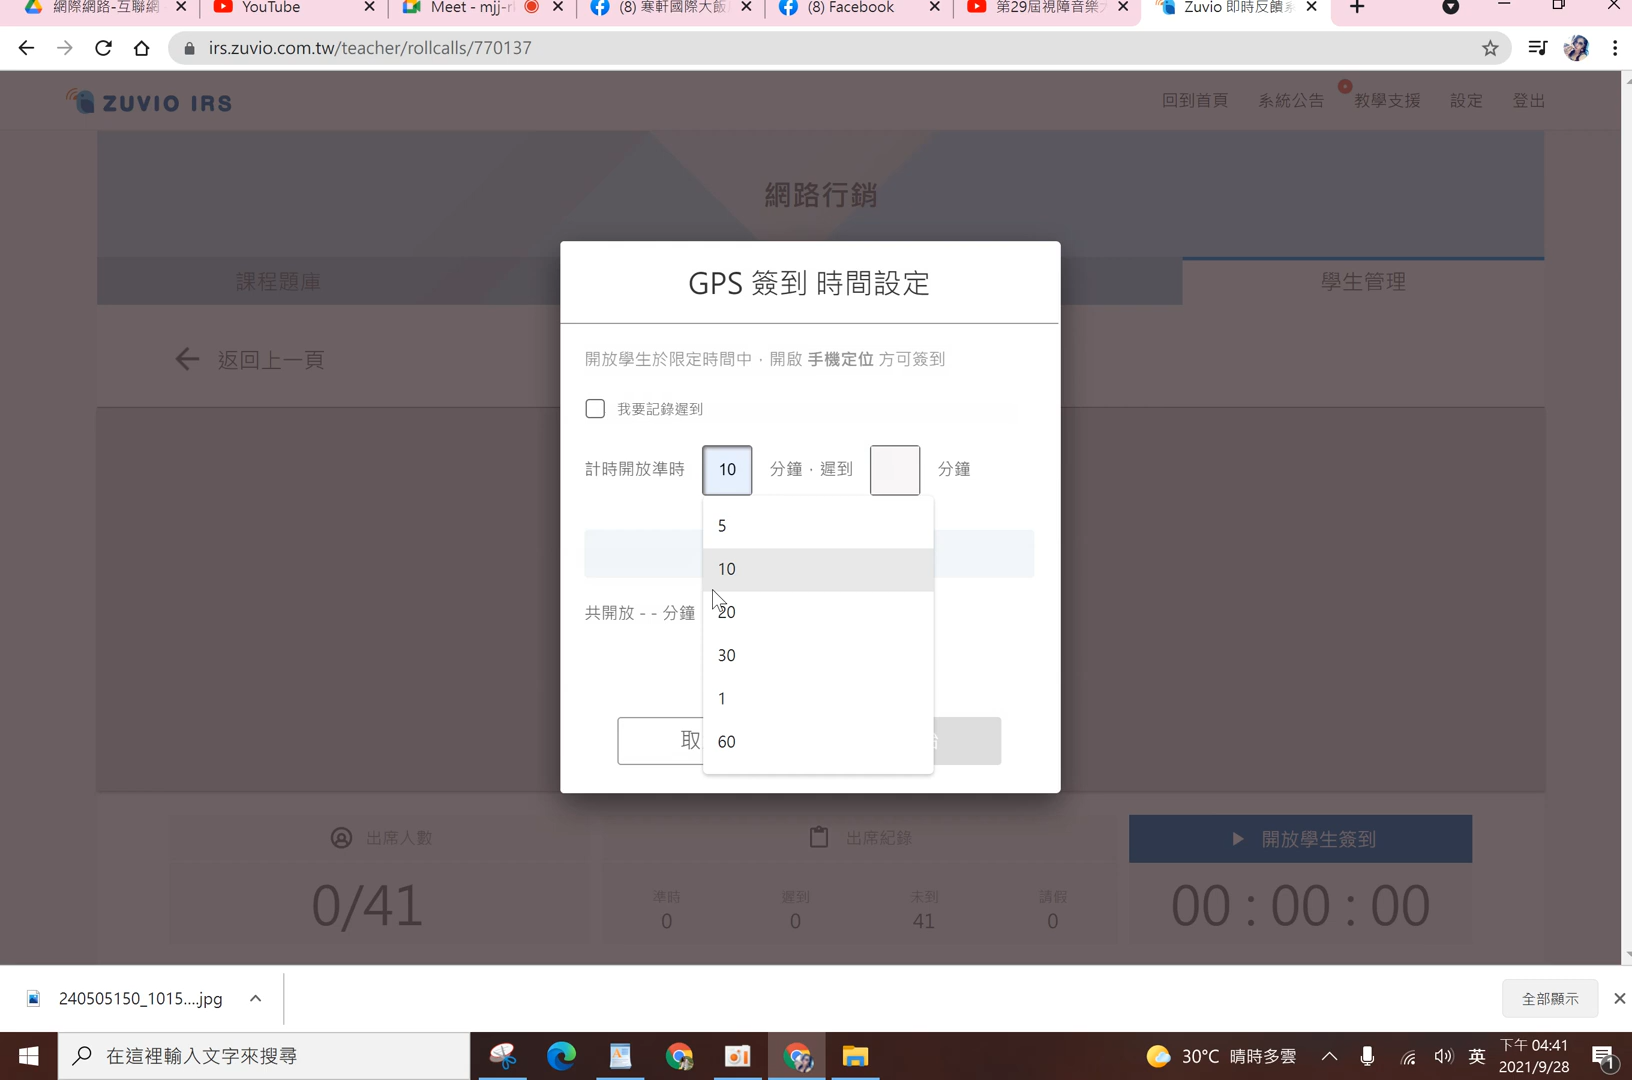 網際網路-互聯網
YouTube
Meet - mjj-r
(8) 寒軒國際大飯
(8) Facebook
第29屆視障音樂
Zuvio 即時反饋系
irs.zuvio.com.tw/teacher/rollcalls/770137
ZUVIO IRS
回到首頁 系統公告 教學支援 設定 登出
網路行銷
課程題庫
學生管理
返回上一頁
GPS 簽到 時間設定
開放學生於限定時間中，開啟 手機定位 方可簽到
我要記錄遲到
計時開放準時 10 分鐘，遲到 分鐘
5
10
20
30
1
60
共開放 - - 分鐘
取
出席人數
0/41
出席紀錄
準時 遲到 未到 請假
0 0 41 0
開放學生簽到
00 : 00 : 00
240505150_1015....jpg
全部顯示
在這裡輸入文字來搜尋
30°C 晴時多雲
英
下午 04:41
2021/9/28
1